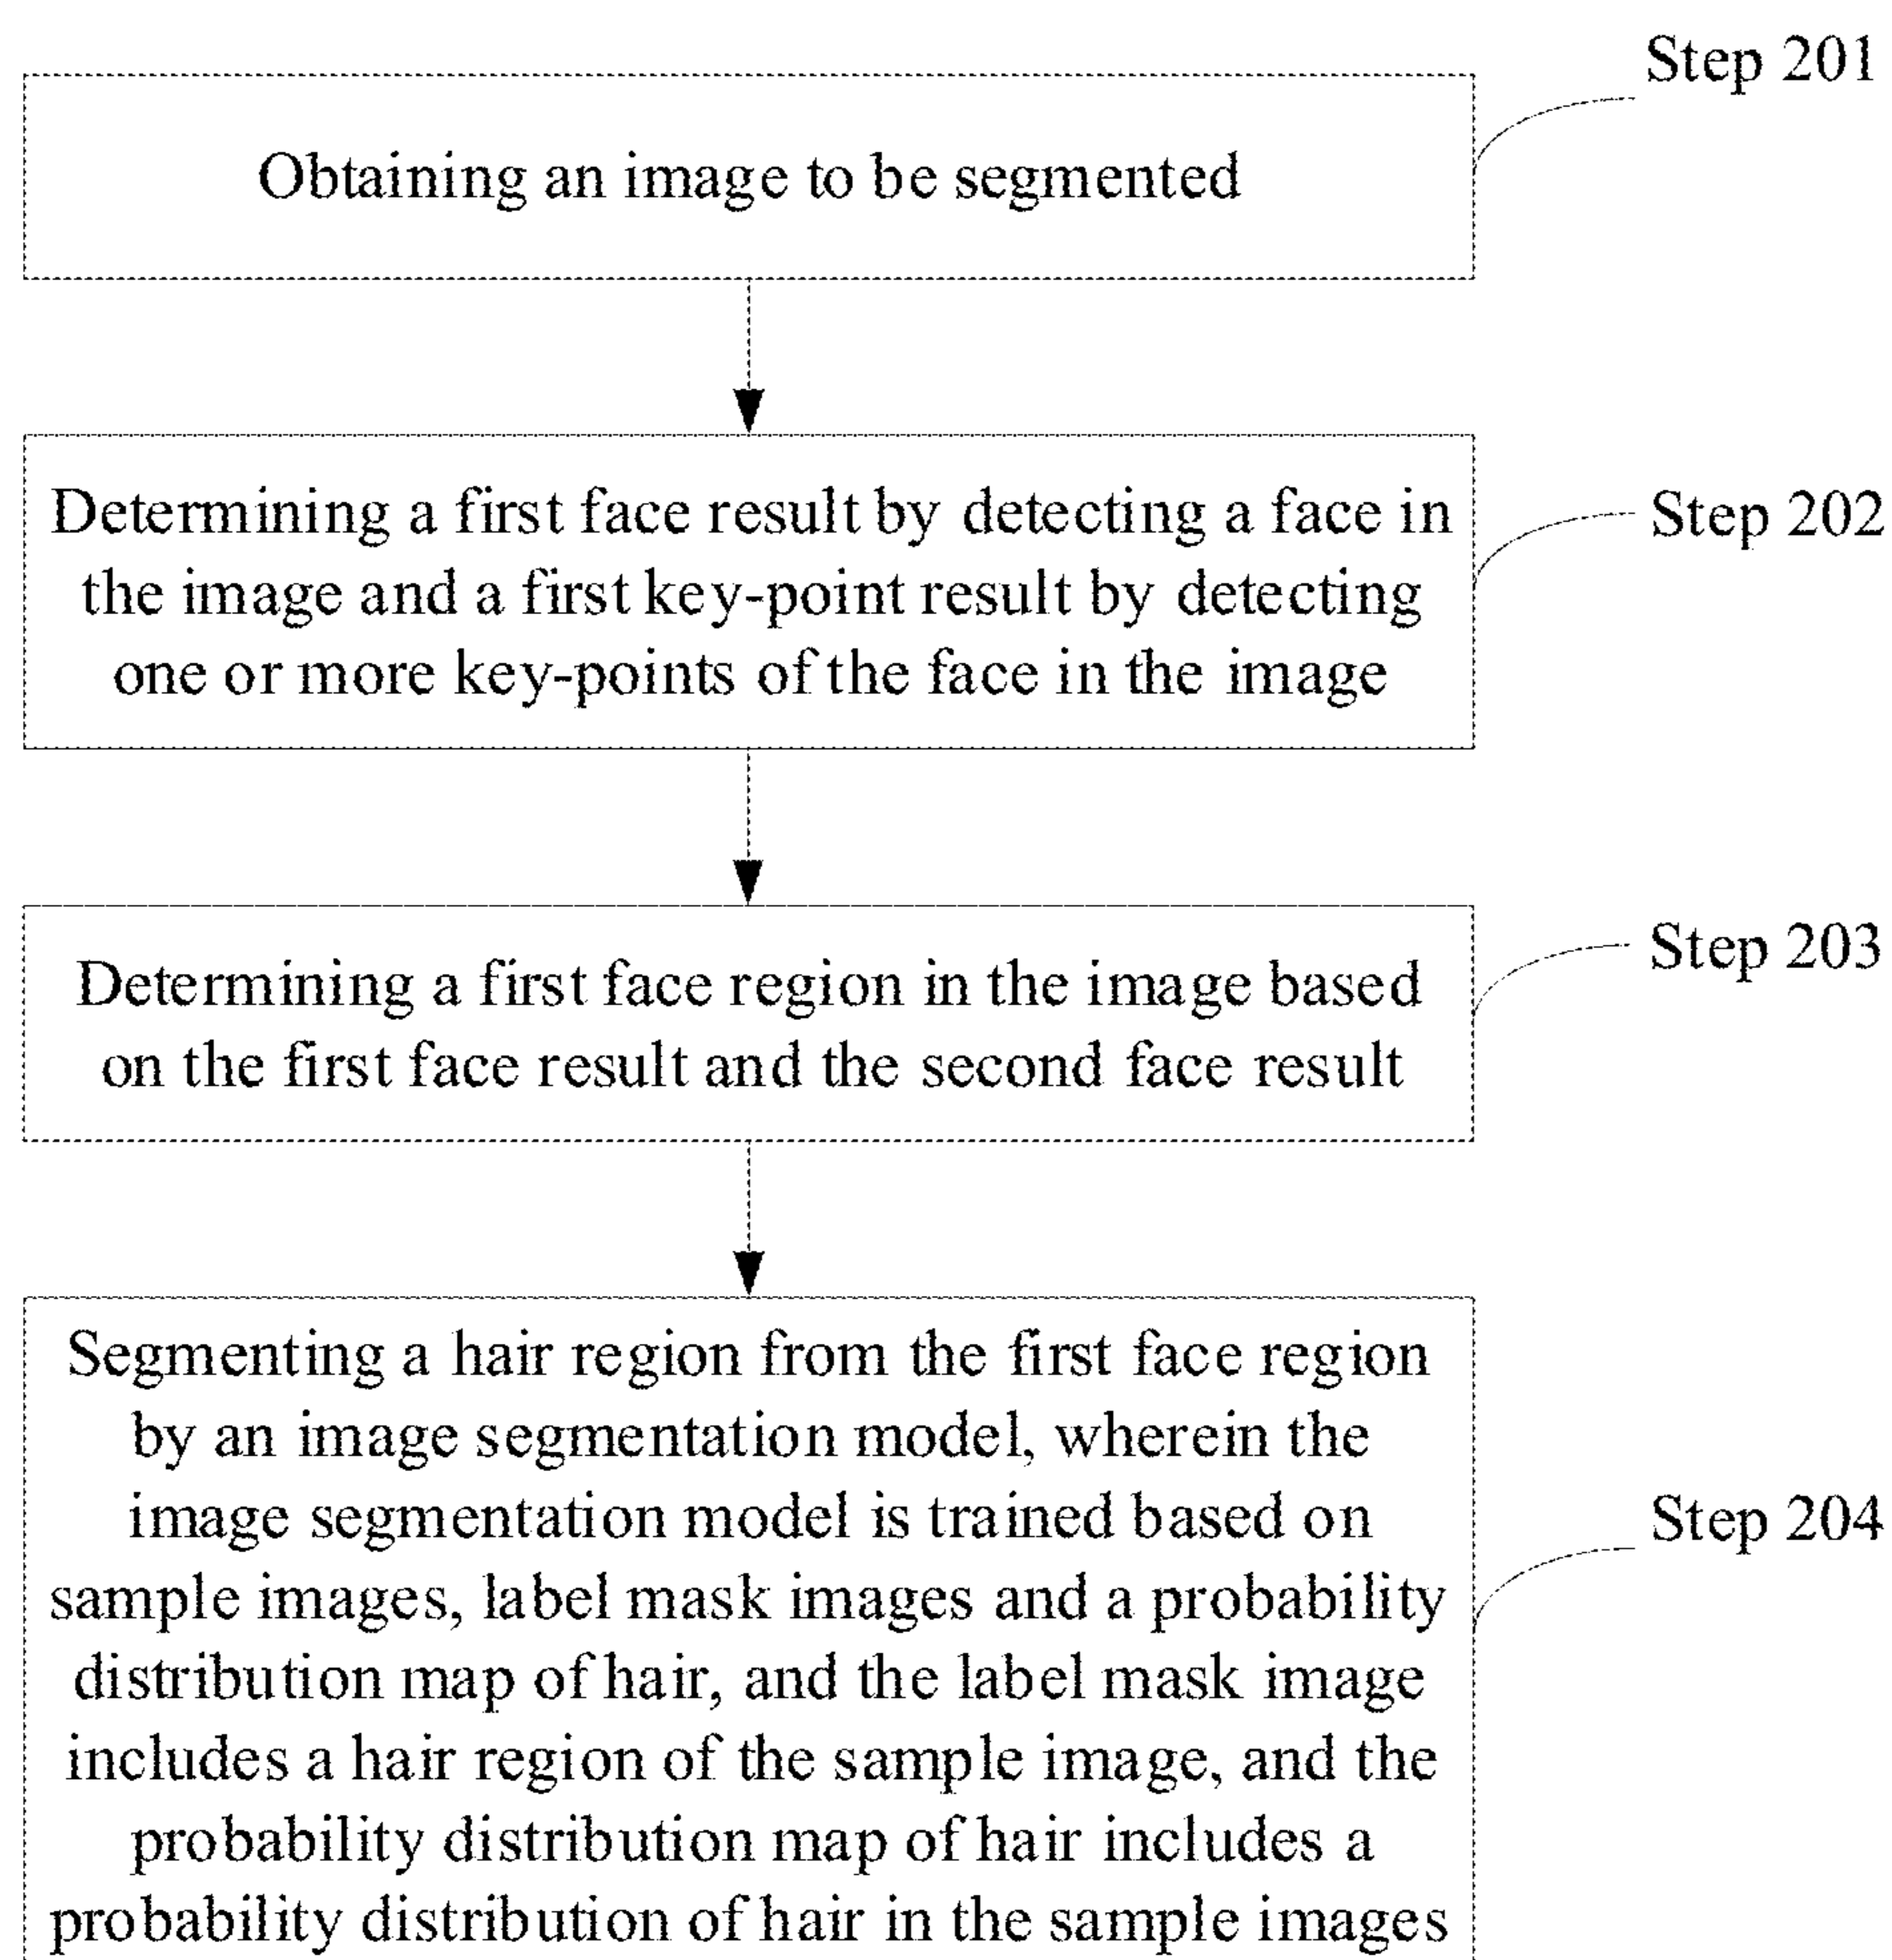 Step 201
Obtaining an image to be segmented
Determining a first face result by detecting a face in
the image and a first key-point result by detecting
one or more key-points of the face in the image
Step 202
Determining a first face region in the image based
on the first face result and the second face result
Step 203
Segmenting a hair region from the first face region
by an image segmentation model, wherein the
image segmentation model is trained based on
sample images, label mask images and a probability
distribution map of hair, and the label mask image
includes a hair region of the sample image, and the
probability distribution map of hair includes a
probability distribution of hair in the sample images
Step 204